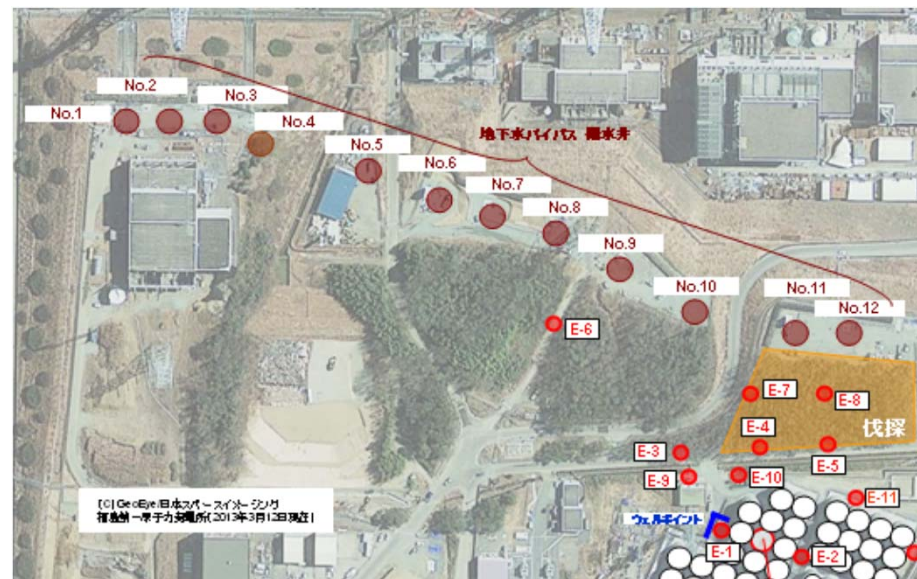 No.2
No.1
No.3
No.4
地下水バイパス 揚水井
No.5
No.6
No.7
No.8
No.9
No.10
No.11
No.12
E-6
E-7
E-8
伐採
E-4
E-3
E-5
E-9
E-10
E-11
(C)GeoEye/日本スペースイメージング
福島第一原子力発電所(2013年3月12日現在)
ウェルポイント
E-1
E-2